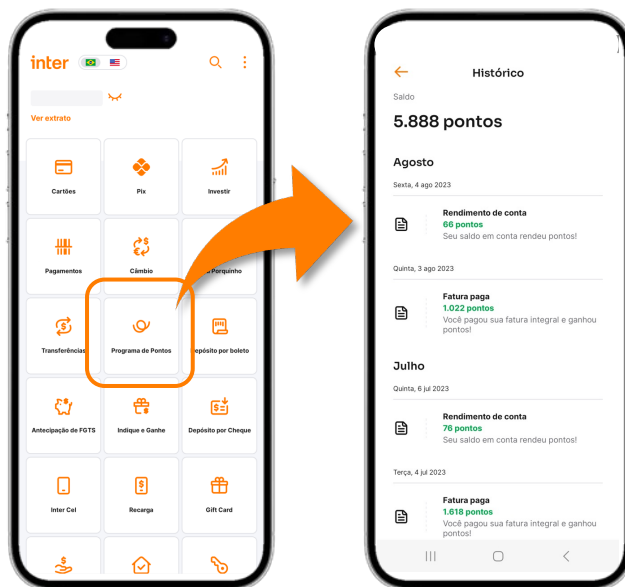 inter
Ver extrato
Cartões
Pix
Investir
Pagamentos
Câmbio
Porquinho
Transferências
Programa de Pontos
Depósito por boleto
Antecipação de FGTS
Indique e Ganhe
Depósito por Cheque
Inter Cel
Recarga
Gift Card
Histórico
Saldo
5.888 pontos
Agosto
Sexta, 4 ago 2023
Rendimento de conta
66 pontos
Seu saldo em conta rendeu pontos!
Quinta, 3 ago 2023
Fatura paga
1.022 pontos
Você pagou sua fatura integral e ganhou
pontos!
Julho
Quinta, 6 jul 2023
Rendimento de conta
76 pontos
Seu saldo em conta rendeu pontos!
Terça, 4 jul 2023
Fatura paga
1.618 pontos
Você pagou sua fatura integral e ganhou
pontos!